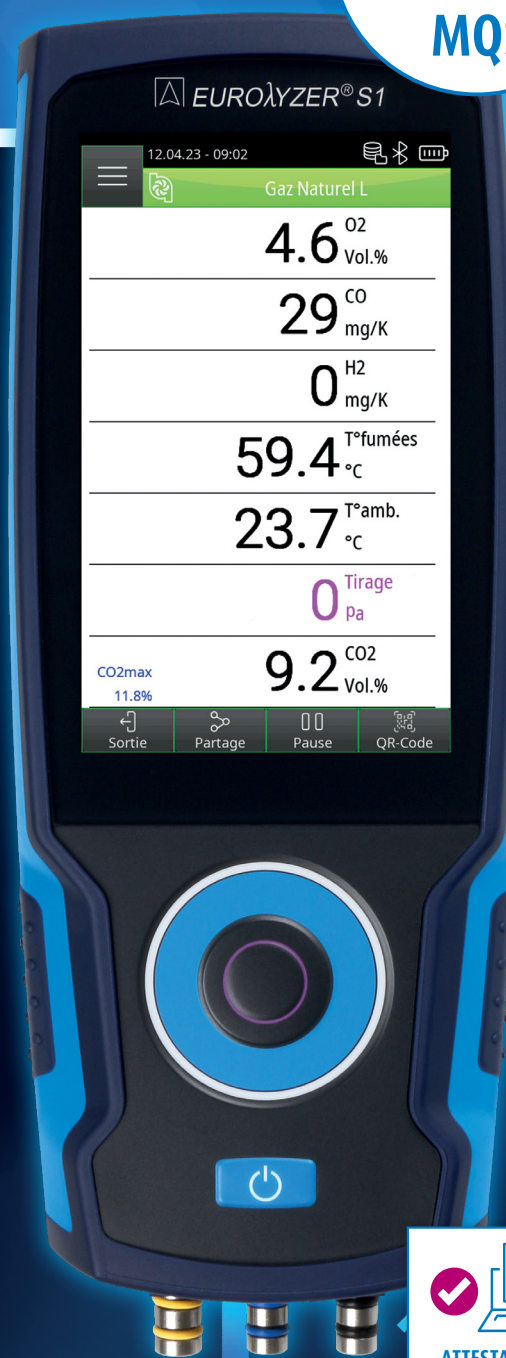 EUROλYZER® S1
12.04.23 - 09:02
Gaz Naturel L
4.6 O2 Vol.%
29 CO mg/K
0 H2 mg/K
59.4 T°fumées °C
23.7 T°amb. °C
0 Tirage pa
CO2max 11.8% 9.2 CO2 Vol.%
Sortie Partage Pause QR-Code